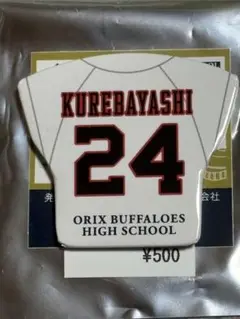 KUREBAYASHI
24
ORIX BUFFALOES
HIGH SCHOOL
¥500